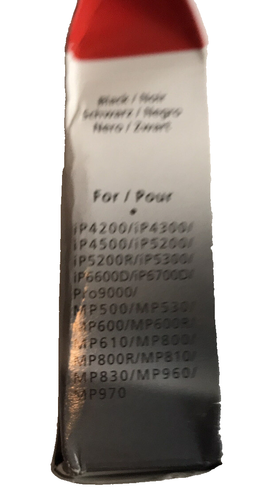 Black / Noir
Schwarz / Negro
Nero / Zwart
For / Pour
iP4200/iP4300/
iP4500/iP5200/
iP5200R/iP5300/
iP6600D/iP6700D/
Pro9000/
MP500/MP530/
MP600/MP600R/
MP610/MP800/
MP800R/MP810/
MP830/MP960/
MP970